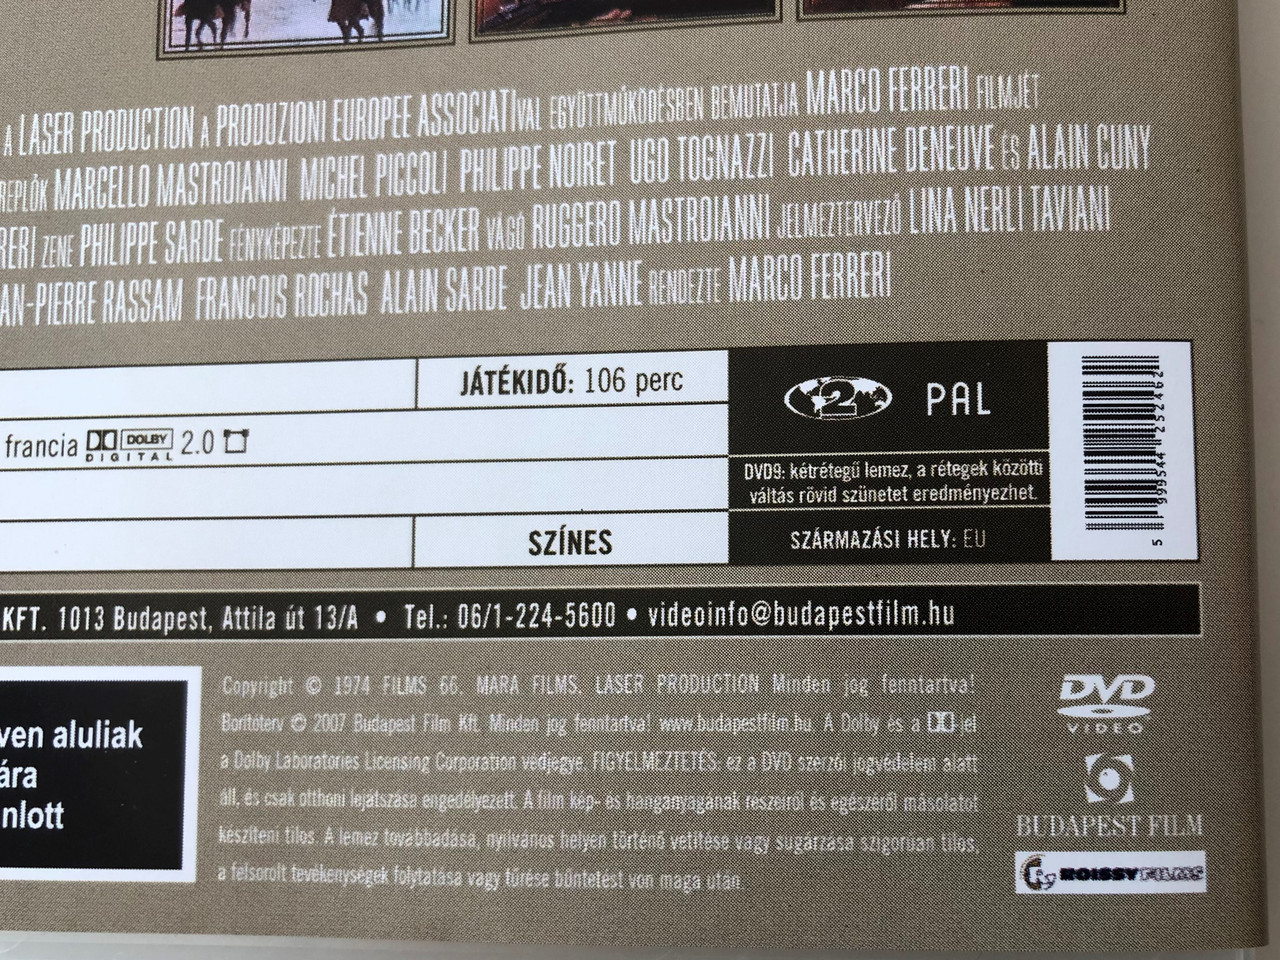 A LASER PRODUCTION A PRODUZIONI EUROPEE ASSOCIATIVAL EGYÜTTMŰKÖDÉSBEN BEMUTATJA MARCO FERRERI FILMJÉT
REPLŐK MARCELLO MASTROIANNI MICHEL PICCOLI PHILIPPE NOIRET UGO TOGNAZZI CATHERINE DENEUVE ÉS ALAIN CUNY
RERI ZENE PHILIPPE SARDE FÉNYKÉPEZTE ÉTIENNE BECKER VÁGÓ RUGGERO MASTROIANNI JELMEZTERVEZŐ LINA NERLI TAVIANI
AN-PIERRE RASSAM FRANCOIS ROCHAS ALAIN SARDE JEAN YANNE RENDEZTE MARCO FERRERI
JÁTÉKIDŐ: 106 perc
francia DOLBY DIGITAL 2.0
SZÍNES
2 PAL
DVD9: kétrétegű lemez, a rétegek közötti
váltás rövid szünetet eredményezhet.
SZÁRMAZÁSI HELY: EU
5 999544 252462
KFT. 1013 Budapest, Attila út 13/A • Tel.: 06/1-224-5600 • videoinfo@budapestfilm.hu
ven aluliak
ára
nlott
Copyright © 1974 FILMS 66, MARA FILMS, LASER PRODUCTION Minden jog fenntartva!
Borítóterv © 2007 Budapest Film Kft. Minden jog fenntartva! www.budapestfilm.hu. A Dolby és a jel
a Dolby Laboratories Licensing Corporation védjegye. FIGYELMEZTETÉS: ez a DVD szerzői jogvédelem alatt
áll, és csak otthoni lejátszása engedélyezett. A film kép- és hanganyagának részeiről és egészéről másolatot
készíteni tilos. A lemez továbbadása, nyilvános helyen történő vetítése vagy sugárzása szigorúan tilos,
a felsorolt tevékenységek folytatása vagy tűrése büntetést von maga után.
DVD
VIDEO
BUDAPEST FILM
ROISSY FILMS